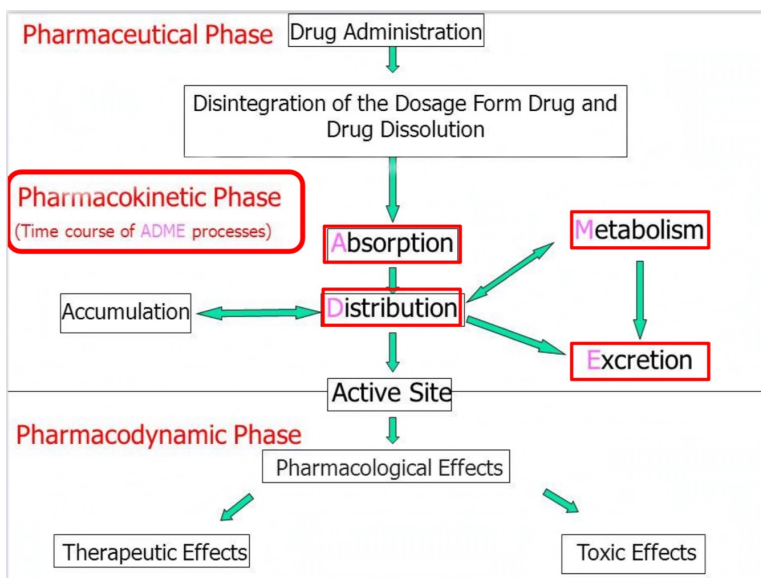 Pharmaceutical Phase
Drug Administration
Disintegration of the Dosage Form Drug and
Drug Dissolution
Pharmacokinetic Phase
(Time course of ADME processes)
Absorption
Metabolism
Accumulation
Distribution
Excretion
Active Site
Pharmacodynamic Phase
Pharmacological Effects
Therapeutic Effects
Toxic Effects